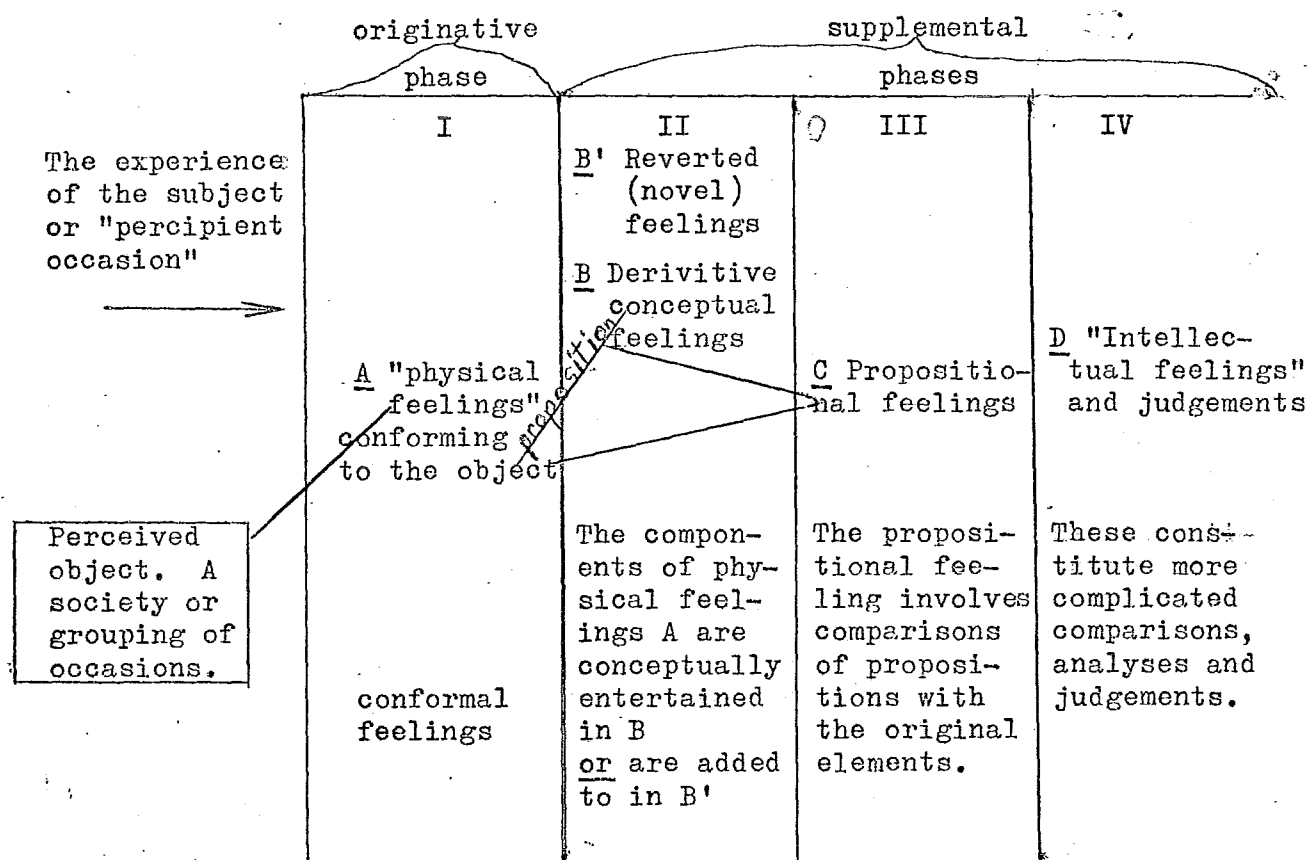 originative
phase
supplemental
phases
The experience
of the subject
or "percipient
occasion"
I
A "physical
feelings"
conforming
to the object
proposition
conformal
feelings
Perceived
object. A
society or
grouping of
occasions.
II
B' Reverted
(novel)
feelings
B Derivitive
conceptual
feelings
The compon-
ents of phy-
sical feel-
ings A are
conceptually
entertained
in B
or are added
to in B'
III
C Propositio-
nal feelings
The proposi-
tional fee-
ling involves
comparisons
of proposi-
tions with
the original
elements.
IV
D "Intellec-
tual feelings"
and judgements
These cons-
titute more
complicated
comparisons,
analyses and
judgements.